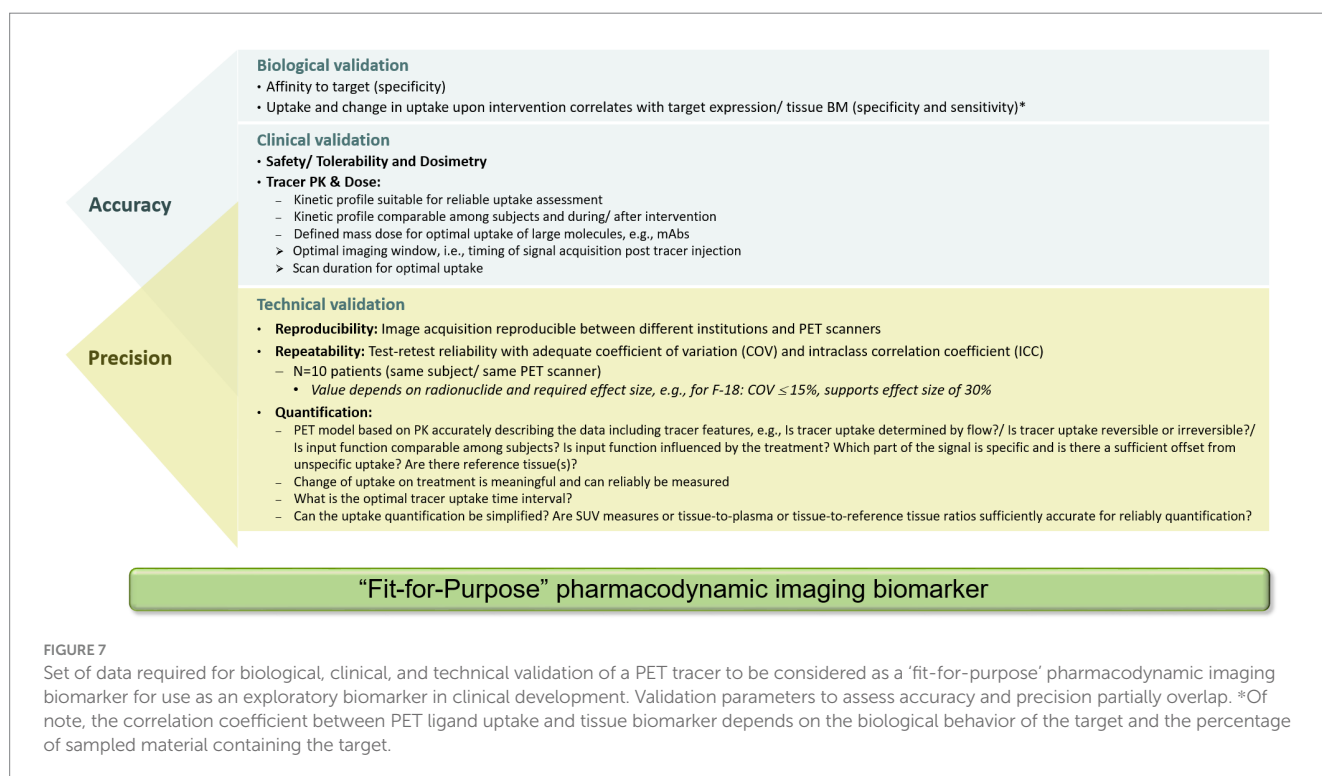 Biological validation
• Affinity to target (specificity)
• Uptake and change in uptake upon intervention correlates with target expression/ tissue BM (specificity and sensitivity)*
Clinical validation
• Safety/ Tolerability and Dosimetry
• Tracer PK & Dose:
– Kinetic profile suitable for reliable uptake assessment
– Kinetic profile comparable among subjects and during/ after intervention
– Defined mass dose for optimal uptake of large molecules, e.g., mAbs
➢ Optimal imaging window, i.e., timing of signal acquisition post tracer injection
➢ Scan duration for optimal uptake
Accuracy
Technical validation
• Reproducibility: Image acquisition reproducible between different institutions and PET scanners
• Repeatability: Test-retest reliability with adequate coefficient of variation (COV) and intraclass correlation coefficient (ICC)
– N=10 patients (same subject/ same PET scanner)
• Value depends on radionuclide and required effect size, e.g., for F-18: COV ≤ 15%, supports effect size of 30%
• Quantification:
– PET model based on PK accurately describing the data including tracer features, e.g., Is tracer uptake determined by flow?/ Is tracer uptake reversible or irreversible?/
Is input function comparable among subjects? Is input function influenced by the treatment? Which part of the signal is specific and is there a sufficient offset from
unspecific uptake? Are there reference tissue(s)?
– Change of uptake on treatment is meaningful and can reliably be measured
– What is the optimal tracer uptake time interval?
– Can the uptake quantification be simplified? Are SUV measures or tissue-to-plasma or tissue-to-reference tissue ratios sufficiently accurate for reliably quantification?
Precision
“Fit-for-Purpose” pharmacodynamic imaging biomarker
FIGURE 7
Set of data required for biological, clinical, and technical validation of a PET tracer to be considered as a ‘fit-for-purpose’ pharmacodynamic imaging
biomarker for use as an exploratory biomarker in clinical development. Validation parameters to assess accuracy and precision partially overlap. *Of
note, the correlation coefficient between PET ligand uptake and tissue biomarker depends on the biological behavior of the target and the percentage
of sampled material containing the target.